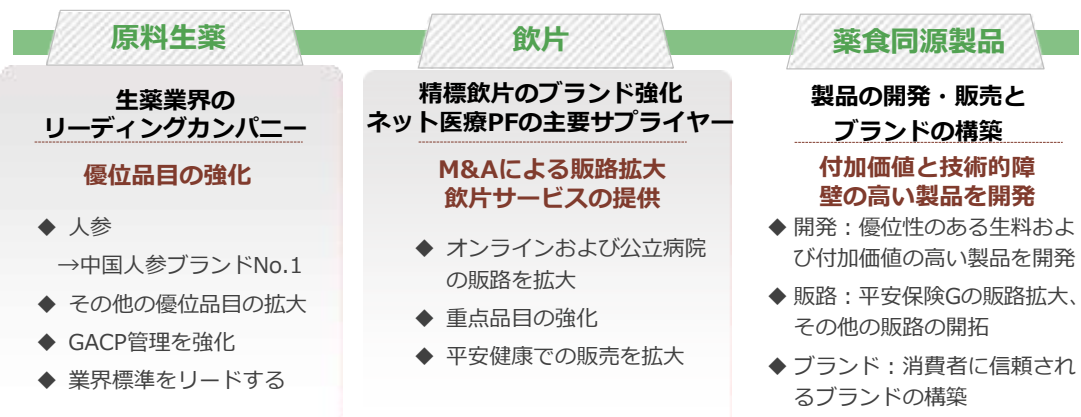 原料生薬
生薬業界の
リーディングカンパニー
優位品目の強化
◆ 人参
→中国人参ブランドNo.1
◆ その他の優位品目の拡大
◆ GACP管理を強化
◆ 業界標準をリードする
飲片
精標飲片のブランド強化
ネット医療PFの主要サプライヤー
M&Aによる販路拡大
飲片サービスの提供
◆ オンラインおよび公立病院
の販路を拡大
◆ 重点品目の強化
◆ 平安健康での販売を拡大
薬食同源製品
製品の開発・販売と
ブランドの構築
付加価値と技術的障
壁の高い製品を開発
◆ 開発：優位性のある生料およ
び付加価値の高い製品を開発
◆ 販路：平安保険Gの販路拡大、
その他の販路の開拓
◆ ブランド：消費者に信頼され
るブランドの構築